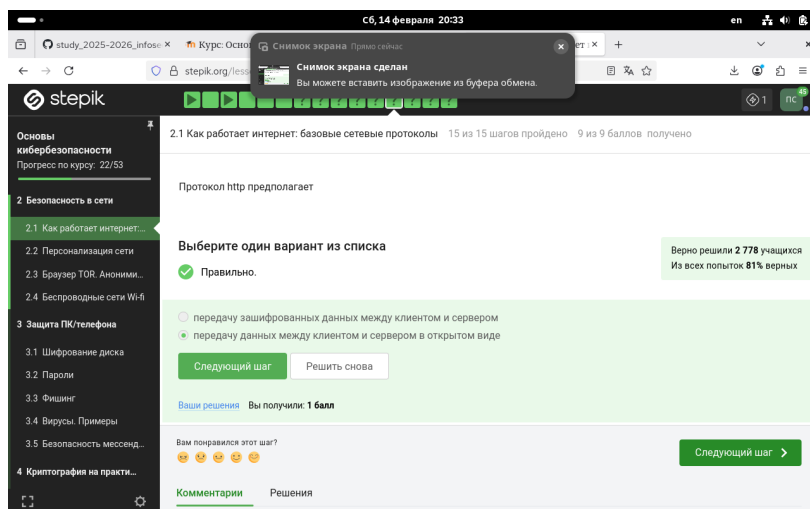 Сб, 14 февраля 20:33
en
study_2025-2026_infose
Курс: Осно
Снимок экрана Прямо сейчас
ет :
Снимок экрана сделан
Вы можете вставить изображение из буфера обмена.
stepik.org/less
stepik
1
ПС
45
Основы кибербезопасности
Прогресс по курсу: 22/53
2.1 Как работает интернет: базовые сетевые протоколы 15 из 15 шагов пройдено 9 из 9 баллов получено
2 Безопасность в сети
2.1 Как работает интернет:...
2.2 Персонализация сети
2.3 Браузер TOR. Аноними...
2.4 Беспроводные сети Wi-fi
3 Защита ПК/телефона
3.1 Шифрование диска
3.2 Пароли
3.3 Фишинг
3.4 Вирусы. Примеры
3.5 Безопасность мессенд...
4 Криптография на практи...
Протокол http предполагает
Выберите один вариант из списка
Правильно.
Верно решили 2 778 учащихся
Из всех попыток 81% верных
передачу зашифрованных данных между клиентом и сервером
передачу данных между клиентом и сервером в открытом виде
Следующий шаг
Решить снова
Ваши решения Вы получили: 1 балл
Вам понравился этот шаг?
Следующий шаг
Комментарии
Решения